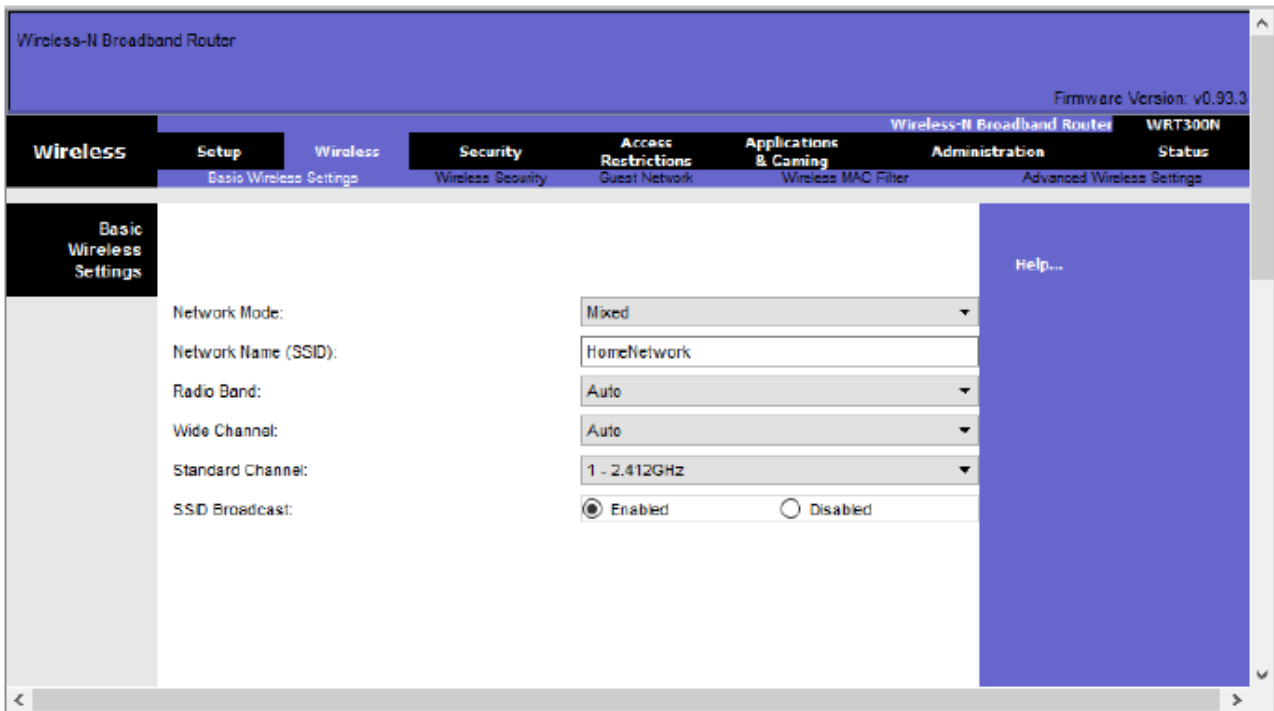 Wireless-N Broadband Router
Firmware Version: v0.93.3
Wireless-N Broadband Router WRT300N
Wireless Setup Wireless Security Access Restrictions Applications & Gaming Administration Status
Basic Wireless Settings Wireless Security Guest Network Wireless MAC Filter Advanced Wireless Settings
Basic
Wireless
Settings
Help...
Network Mode: Mixed
Network Name (SSID): HomeNetwork
Radio Band: Auto
Wide Channel: Auto
Standard Channel: 1 - 2.412GHz
SSID Broadcast: Enabled Disabled